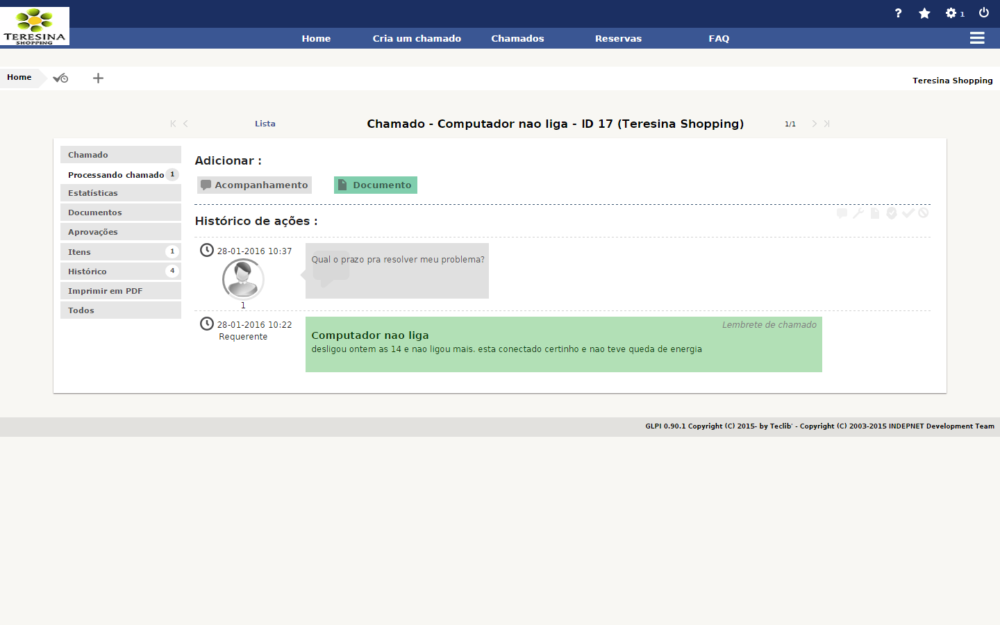 TERESINA
SHOPPING
? 1
Home Cria um chamado Chamados Reservas FAQ
Home
Teresina Shopping
Lista Chamado - Computador nao liga - ID 17 (Teresina Shopping) 1/1
Chamado
Processando chamado 1
Estatísticas
Documentos
Aprovações
Itens 1
Histórico 4
Imprimir em PDF
Todos
Adicionar :
Acompanhamento Documento
Histórico de ações :
28-01-2016 10:37
1
Qual o prazo pra resolver meu problema?
28-01-2016 10:22
Requerente
Lembrete de chamado
Computador nao liga
desligou ontem as 14 e nao ligou mais. esta conectado certinho e nao teve queda de energia
GLPI 0.90.1 Copyright (C) 2015- by Teclib' - Copyright (C) 2003-2015 INDEPNET Development Team